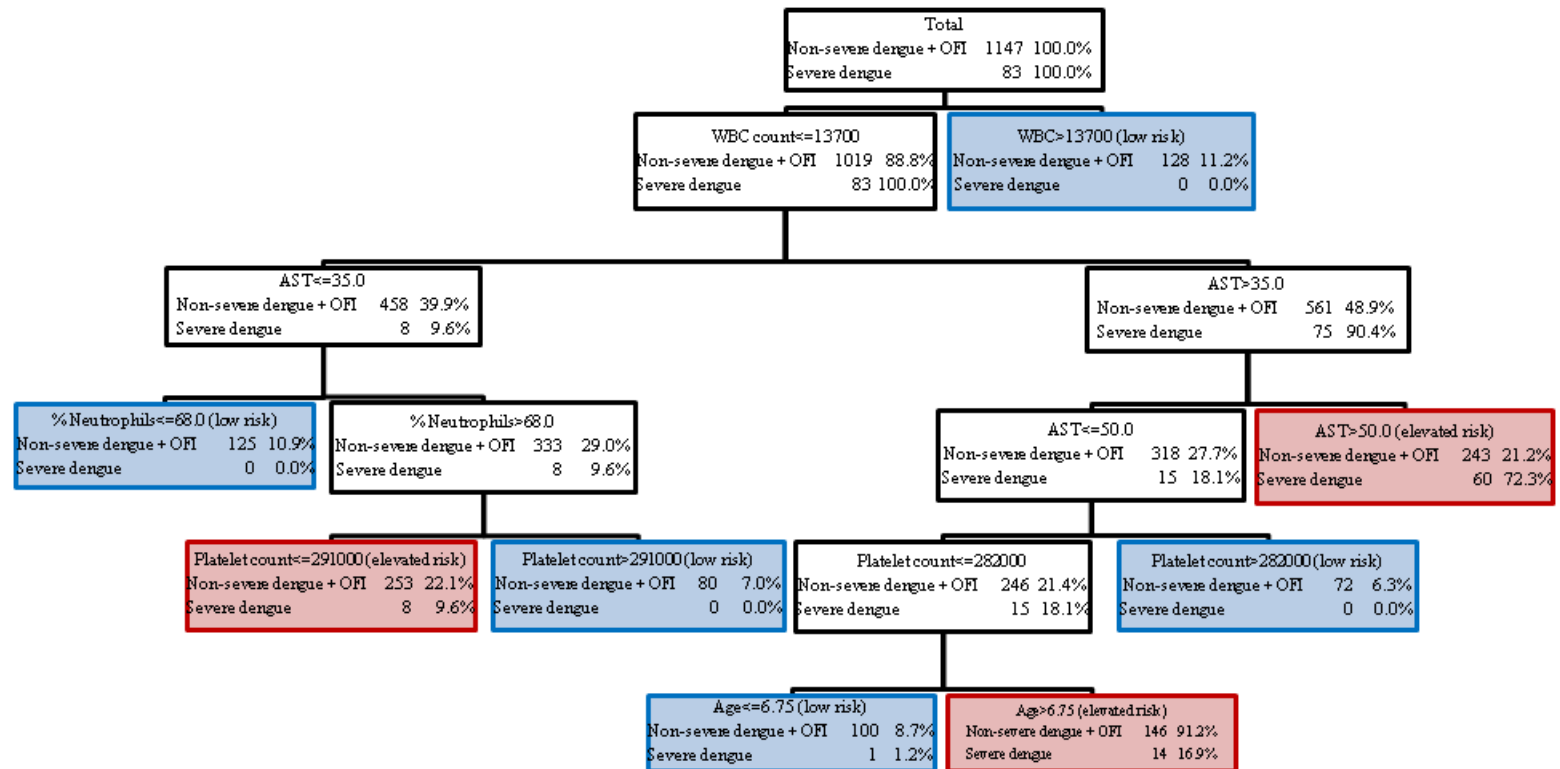 Total
Non-severe dengue + OFI 1147 100.0%
Severe dengue 83 100.0%
WBC count<=13700
Non-severe dengue + OFI 1019 88.8%
Severe dengue 83 100.0%
WBC>13700 (low risk)
Non-severe dengue + OFI 128 11.2%
Severe dengue 0 0.0%
AST<=35.0
Non-severe dengue + OFI 458 39.9%
Severe dengue 8 9.6%
AST>35.0
Non-severe dengue + OFI 561 48.9%
Severe dengue 75 90.4%
% Neutrophils<=68.0 (low risk)
Non-severe dengue + OFI 125 10.9%
Severe dengue 0 0.0%
% Neutrophils>68.0
Non-severe dengue + OFI 333 29.0%
Severe dengue 8 9.6%
AST<=50.0
Non-severe dengue + OFI 318 27.7%
Severe dengue 15 18.1%
AST>50.0 (elevated risk)
Non-severe dengue + OFI 243 21.2%
Severe dengue 60 72.3%
Platelet count<=291000 (elevated risk)
Non-severe dengue + OFI 253 22.1%
Severe dengue 8 9.6%
Platelet count>291000 (low risk)
Non-severe dengue + OFI 80 7.0%
Severe dengue 0 0.0%
Platelet count<=282000
Non-severe dengue + OFI 246 21.4%
Severe dengue 15 18.1%
Platelet count>282000 (low risk)
Non-severe dengue + OFI 72 6.3%
Severe dengue 0 0.0%
Age<=6.75 (low risk)
Non-severe dengue + OFI 100 8.7%
Severe dengue 1 1.2%
Age>6.75 (elevated risk)
Non-severe dengue + OFI 146 91.2%
Severe dengue 14 16.9%